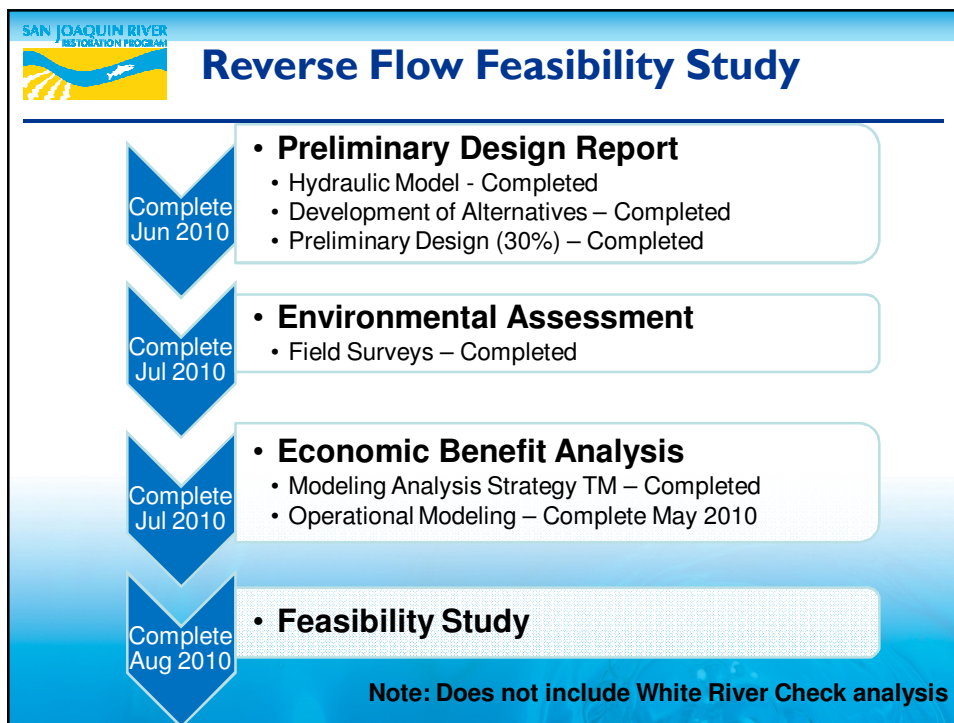 SAN JOAQUIN RIVER
RESTORATION PROGRAM
Reverse Flow Feasibility Study
Complete
Jun 2010
• Preliminary Design Report
• Hydraulic Model - Completed
• Development of Alternatives – Completed
• Preliminary Design (30%) – Completed
Complete
Jul 2010
• Environmental Assessment
• Field Surveys – Completed
Complete
Jul 2010
• Economic Benefit Analysis
• Modeling Analysis Strategy TM – Completed
• Operational Modeling – Complete May 2010
Complete
Aug 2010
• Feasibility Study
Note: Does not include White River Check analysis